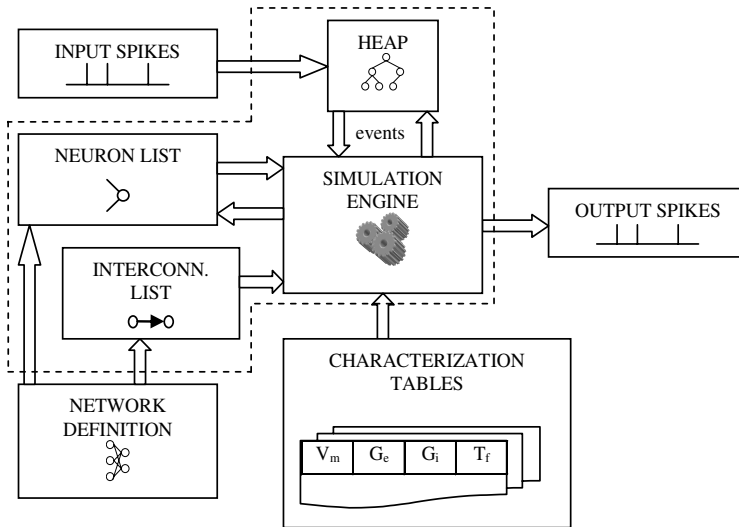 INPUT SPIKES
HEAP
events
NEURON LIST
SIMULATION
ENGINE
OUTPUT SPIKES
INTERCONN.
LIST
CHARACTERIZATION
TABLES
NETWORK
DEFINITION
Vm Ge Gi Tf